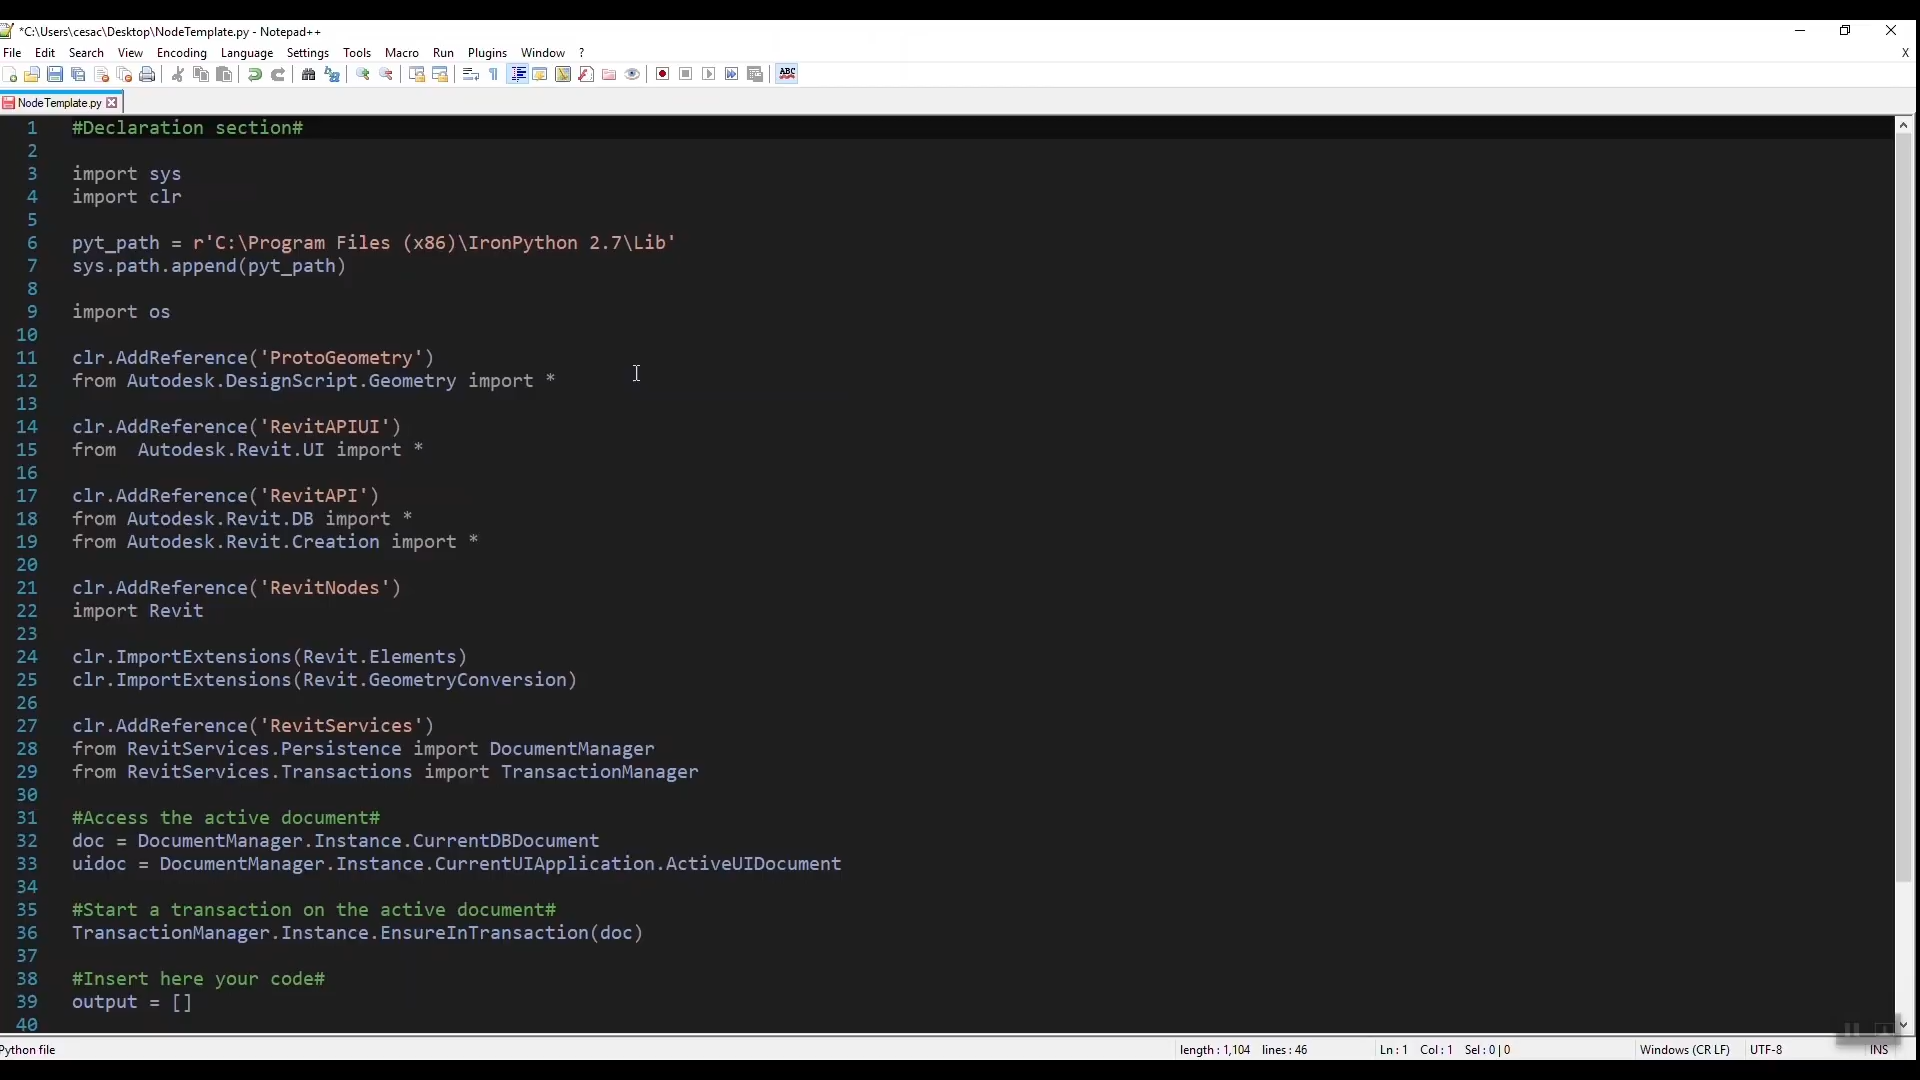 *C:\Users\cesac\Desktop\NodeTemplate.py - Notepad++
File Edit Search View Encoding Language Settings Tools Macro Run Plugins Window ? X
ABC
NodeTemplate.py
1 #Declaration section#
2
3 import sys
4 import clr
5
6 pyt_path = r'C:\Program Files (x86)\IronPython 2.7\Lib'
7 sys.path.append(pyt_path)
8
9 import os
10
11 clr.AddReference('ProtoGeometry')
12 from Autodesk.DesignScript.Geometry import *
13
14 clr.AddReference('RevitAPIUI')
15 from  Autodesk.Revit.UI import *
16
17 clr.AddReference('RevitAPI')
18 from Autodesk.Revit.DB import *
19 from Autodesk.Revit.Creation import *
20
21 clr.AddReference('RevitNodes')
22 import Revit
23
24 clr.ImportExtensions(Revit.Elements)
25 clr.ImportExtensions(Revit.GeometryConversion)
26
27 clr.AddReference('RevitServices')
28 from RevitServices.Persistence import DocumentManager
29 from RevitServices.Transactions import TransactionManager
30
31 #Access the active document#
32 doc = DocumentManager.Instance.CurrentDBDocument
33 uidoc = DocumentManager.Instance.CurrentUIApplication.ActiveUIDocument
34
35 #Start a transaction on the active document#
36 TransactionManager.Instance.EnsureInTransaction(doc)
37
38 #Insert here your code#
39 output = []
40
Python file length : 1,104 lines : 46 Ln : 1 Col : 1 Sel : 0 | 0 Windows (CR LF) UTF-8 INS